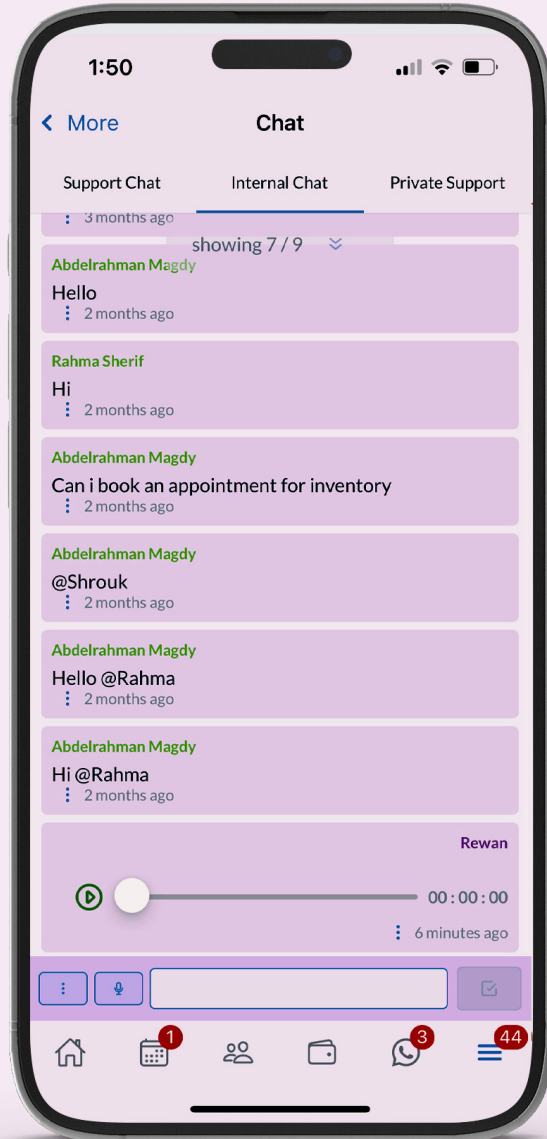 1:50
More
Chat
Support Chat
Internal Chat
Private Support
3 months ago
showing 7 / 9
Abdelrahman Magdy
Hello
2 months ago
Rahma Sherif
Hi
2 months ago
Abdelrahman Magdy
Can i book an appointment for inventory
2 months ago
Abdelrahman Magdy
@Shrouk
2 months ago
Abdelrahman Magdy
Hello @Rahma
2 months ago
Abdelrahman Magdy
Hi @Rahma
2 months ago
Rewan
00:00:00
6 minutes ago
1
3
44